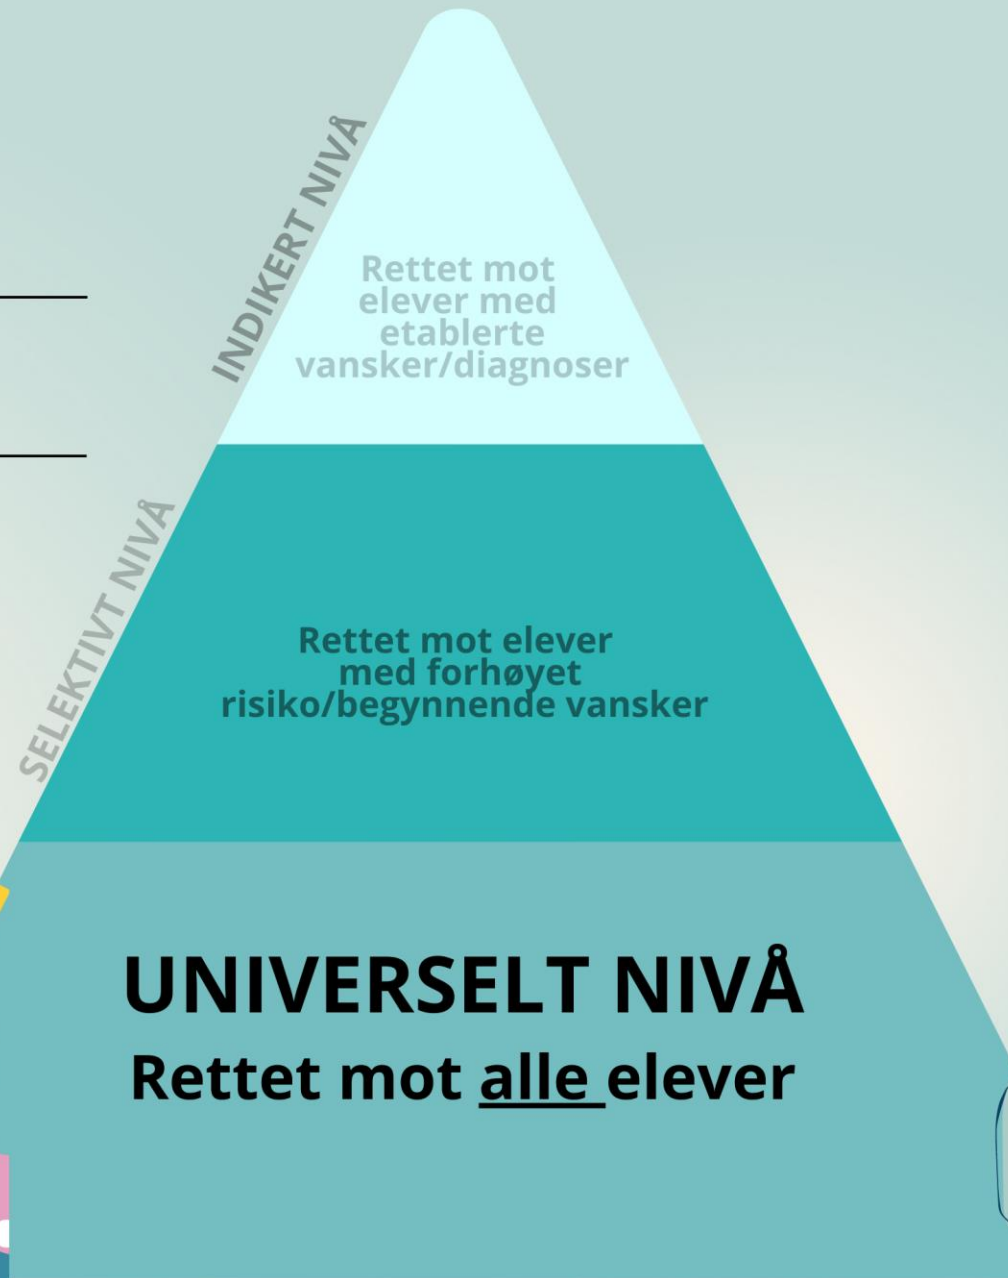 INDIKERT NIVÅ
Rettet mot
elever med
etablerte
vansker/diagnoser
SELEKTIVT NIVÅ
Rettet mot elever
med forhøyet
risiko/begynnende vansker
UNIVERSELT NIVÅ
Rettet mot alle elever